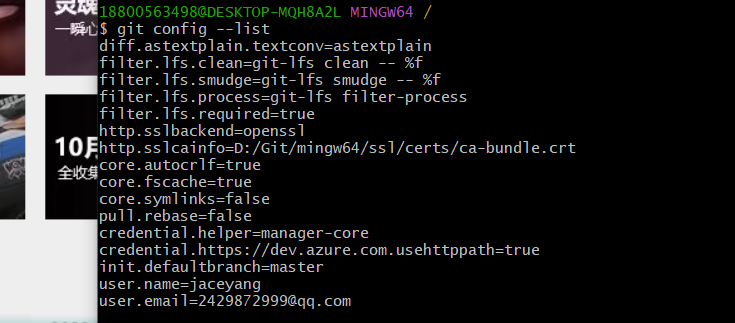 灵魂
一瞬心
10月
全收集
18800563498@DESKTOP-MQH8A2L MINGW64 /
$ git config --list
diff.astextplain.textconv=astextplain
filter.lfs.clean=git-lfs clean -- %f
filter.lfs.smudge=git-lfs smudge -- %f
filter.lfs.process=git-lfs filter-process
filter.lfs.required=true
http.sslbackend=openssl
http.sslcainfo=D:/Git/mingw64/ssl/certs/ca-bundle.crt
core.autocrlf=true
core.fscache=true
core.symlinks=false
pull.rebase=false
credential.helper=manager-core
credential.https://dev.azure.com.usehttppath=true
init.defaultbranch=master
user.name=jaceyang
user.email=2429872999@qq.com